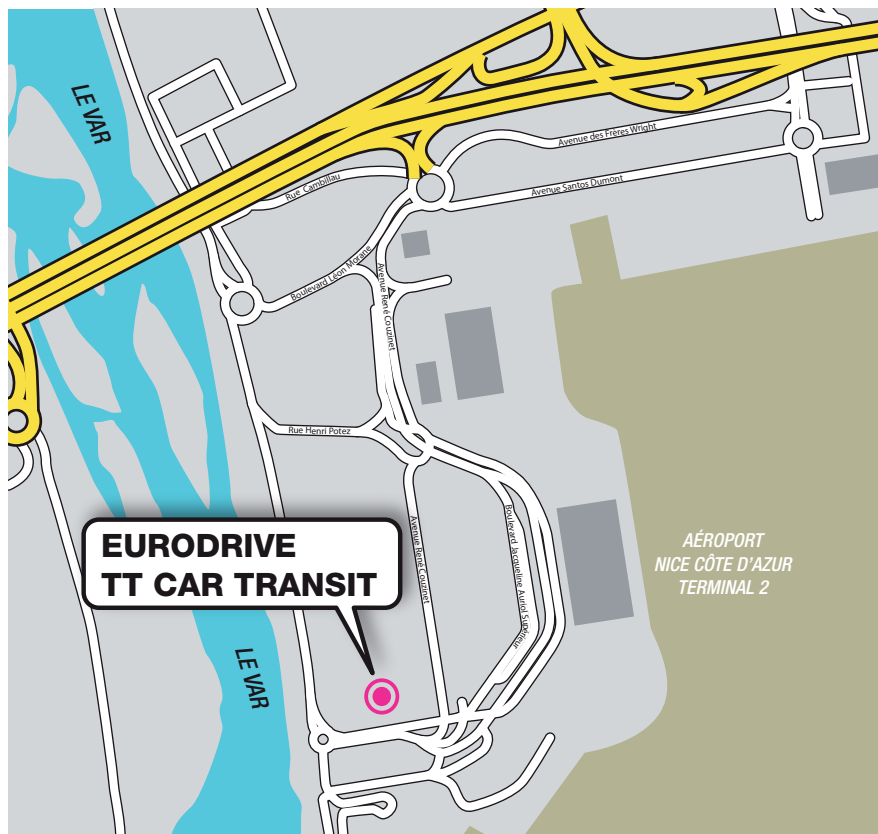 LE VAR
Avenue des Frères Wright
Rue Cambillau
Avenue Santos Dumont
Boulevard Léon Morane
Avenue René Couzinet
Rue Henri Potez
EURODRIVE
TT CAR TRANSIT
Avenue René Couzinet
Boulevard Jacqueline Auriol Supérieur
AÉROPORT
NICE CÔTE D'AZUR
TERMINAL 2
LE VAR